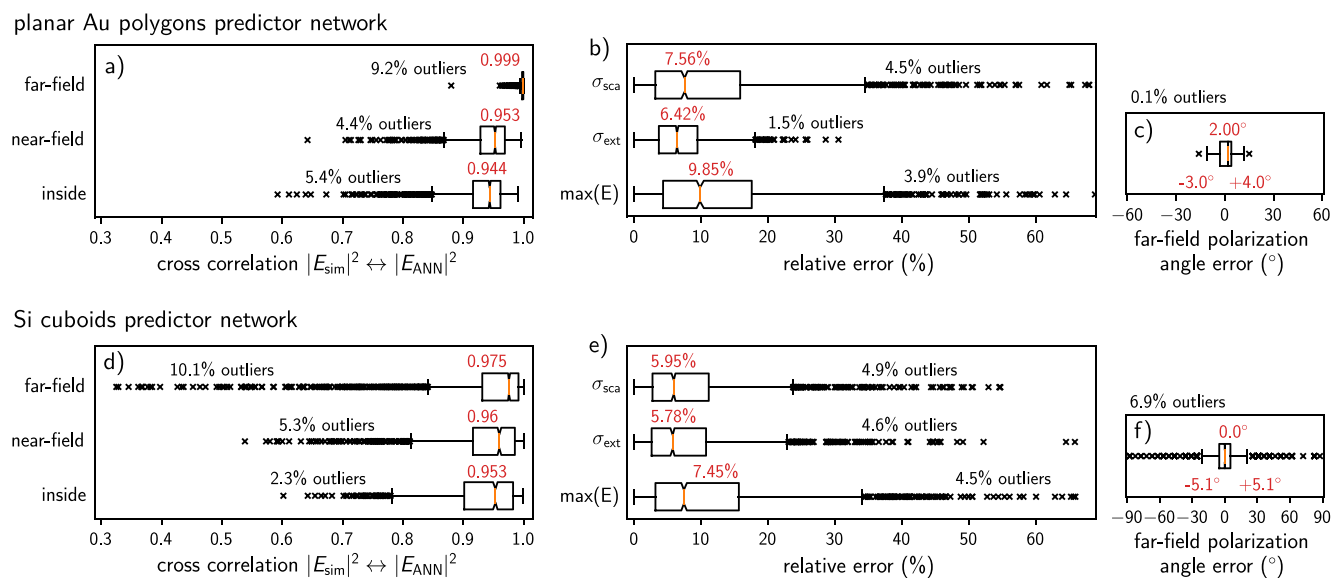 planar Au polygons predictor network
a)
far-field
near-field
inside
9.2% outliers
0.999
4.4% outliers
0.953
5.4% outliers
0.944
0.3 0.4 0.5 0.6 0.7 0.8 0.9 1.0
cross correlation |E_sim|² ↔ |E_ANN|²
b)
σ_sca
σ_ext
max(E)
7.56%
4.5% outliers
6.42%
1.5% outliers
9.85%
3.9% outliers
0 10 20 30 40 50 60
relative error (%)
0.1% outliers
c)
2.00°
-3.0° +4.0°
−60 −30 0 30 60
far-field polarization
angle error (°)
Si cuboids predictor network
d)
far-field
near-field
inside
10.1% outliers
0.975
5.3% outliers
0.96
2.3% outliers
0.953
0.3 0.4 0.5 0.6 0.7 0.8 0.9 1.0
cross correlation |E_sim|² ↔ |E_ANN|²
e)
σ_sca
σ_ext
max(E)
5.95%
4.9% outliers
5.78%
4.6% outliers
7.45%
4.5% outliers
0 10 20 30 40 50 60
relative error (%)
6.9% outliers
f)
0.0°
-5.1° +5.1°
−90 −60 −30 0 30 60 90
far-field polarization
angle error (°)